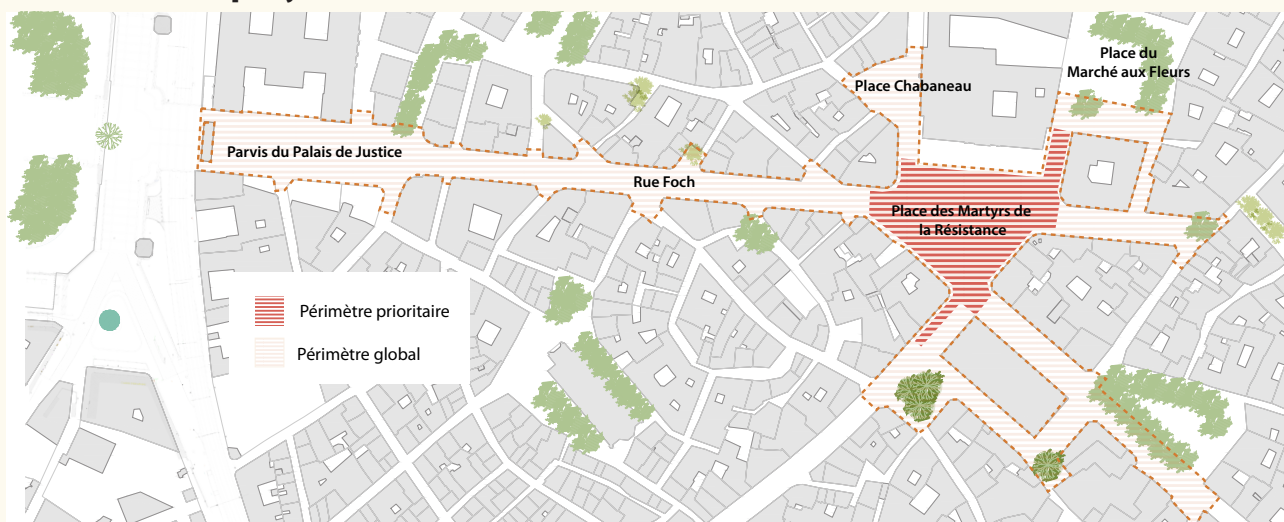 Place du
Marché aux Fleurs
Place Chabaneau
Parvis du Palais de Justice
Rue Foch
Place des Martyrs de
la Résistance
Périmètre prioritaire
Périmètre global